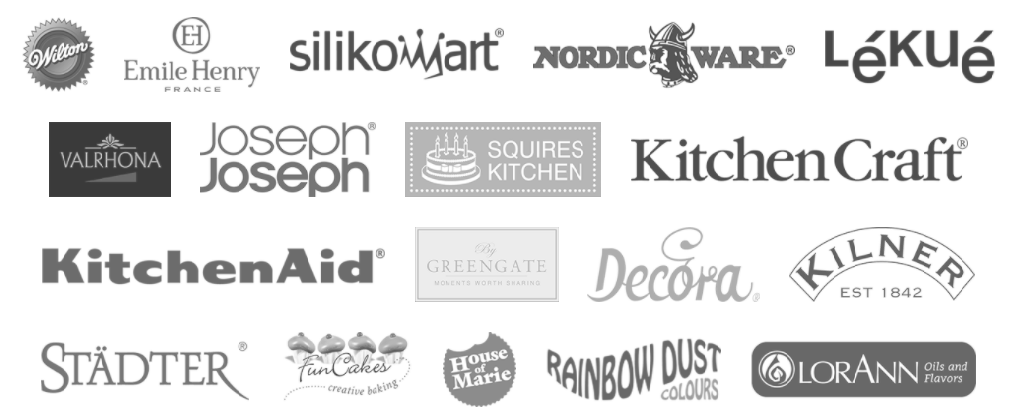 Wilton
EH
Emile Henry
FRANCE
silikomart®
NORDIC WARE®
LéKué
VALRHONA
Joseph®
Joseph
SQUIRES
KITCHEN
KitchenCraft®
KitchenAid®
By
GREENGATE
MOMENTS WORTH SHARING
Decora®
KILNER
EST 1842
STÄDTER®
FunCakes
creative baking
House
of
Marie
RAINBOW DUST
COLOURS
LORANN Oils and
Flavors